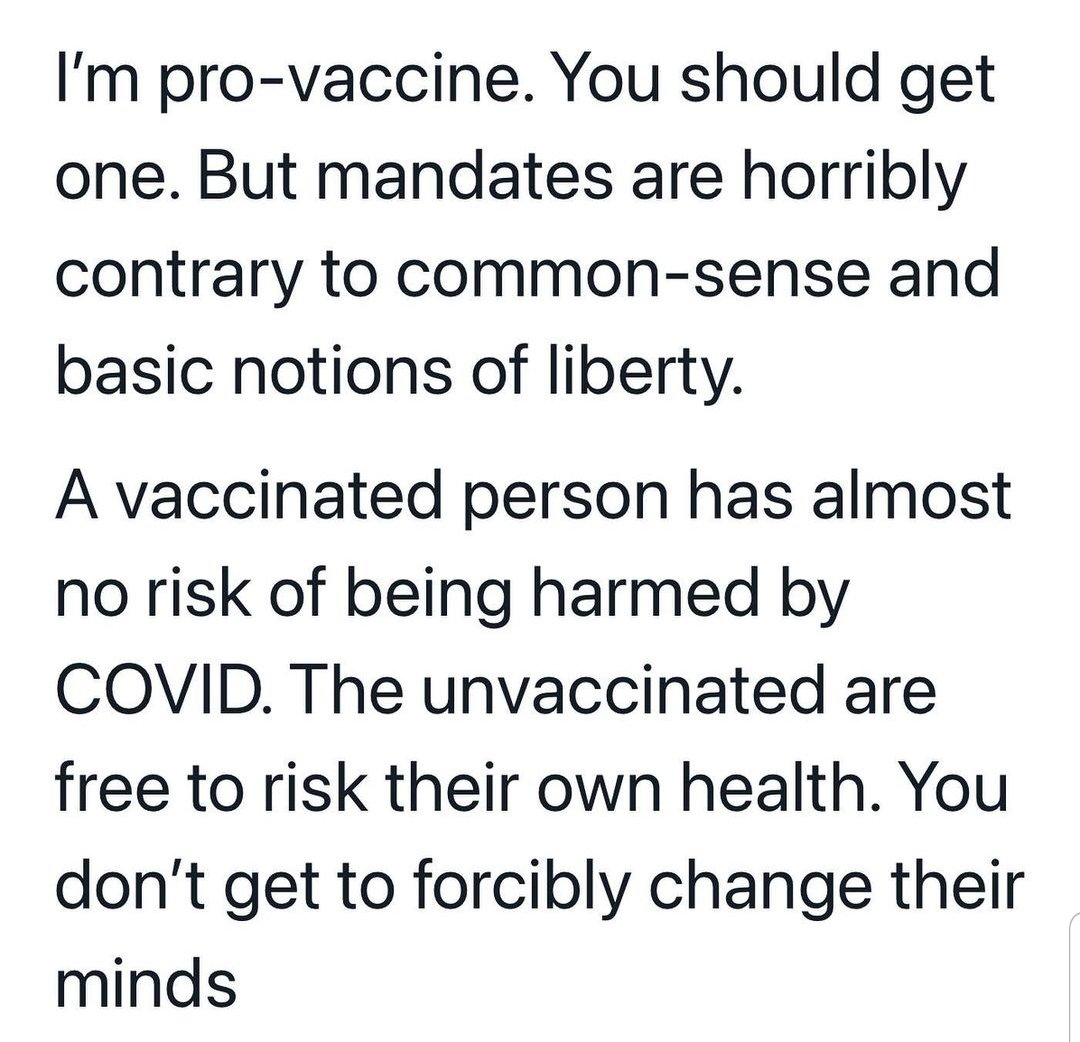 I’m pro-vaccine. You should get
one. But mandates are horribly
contrary to common-sense and
basic notions of liberty.
A vaccinated person has almost
no risk of being harmed by
COVID. The unvaccinated are
free to risk their own health. You
don’t get to forcibly change their
minds